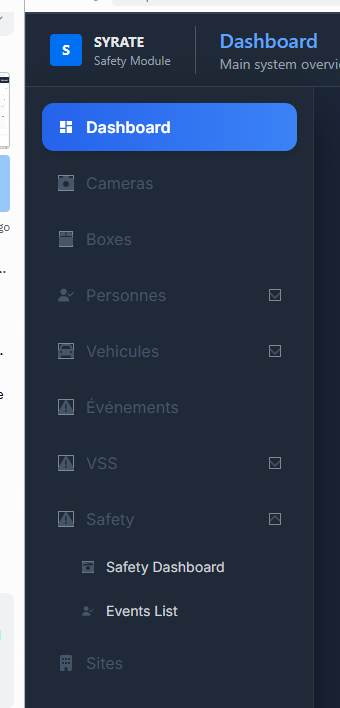 S
SYRATE
Safety Module
Dashboard
Main system overvi
Dashboard
Cameras
Boxes
Personnes
Vehicules
Événements
VSS
Safety
Safety Dashboard
Events List
Sites
go